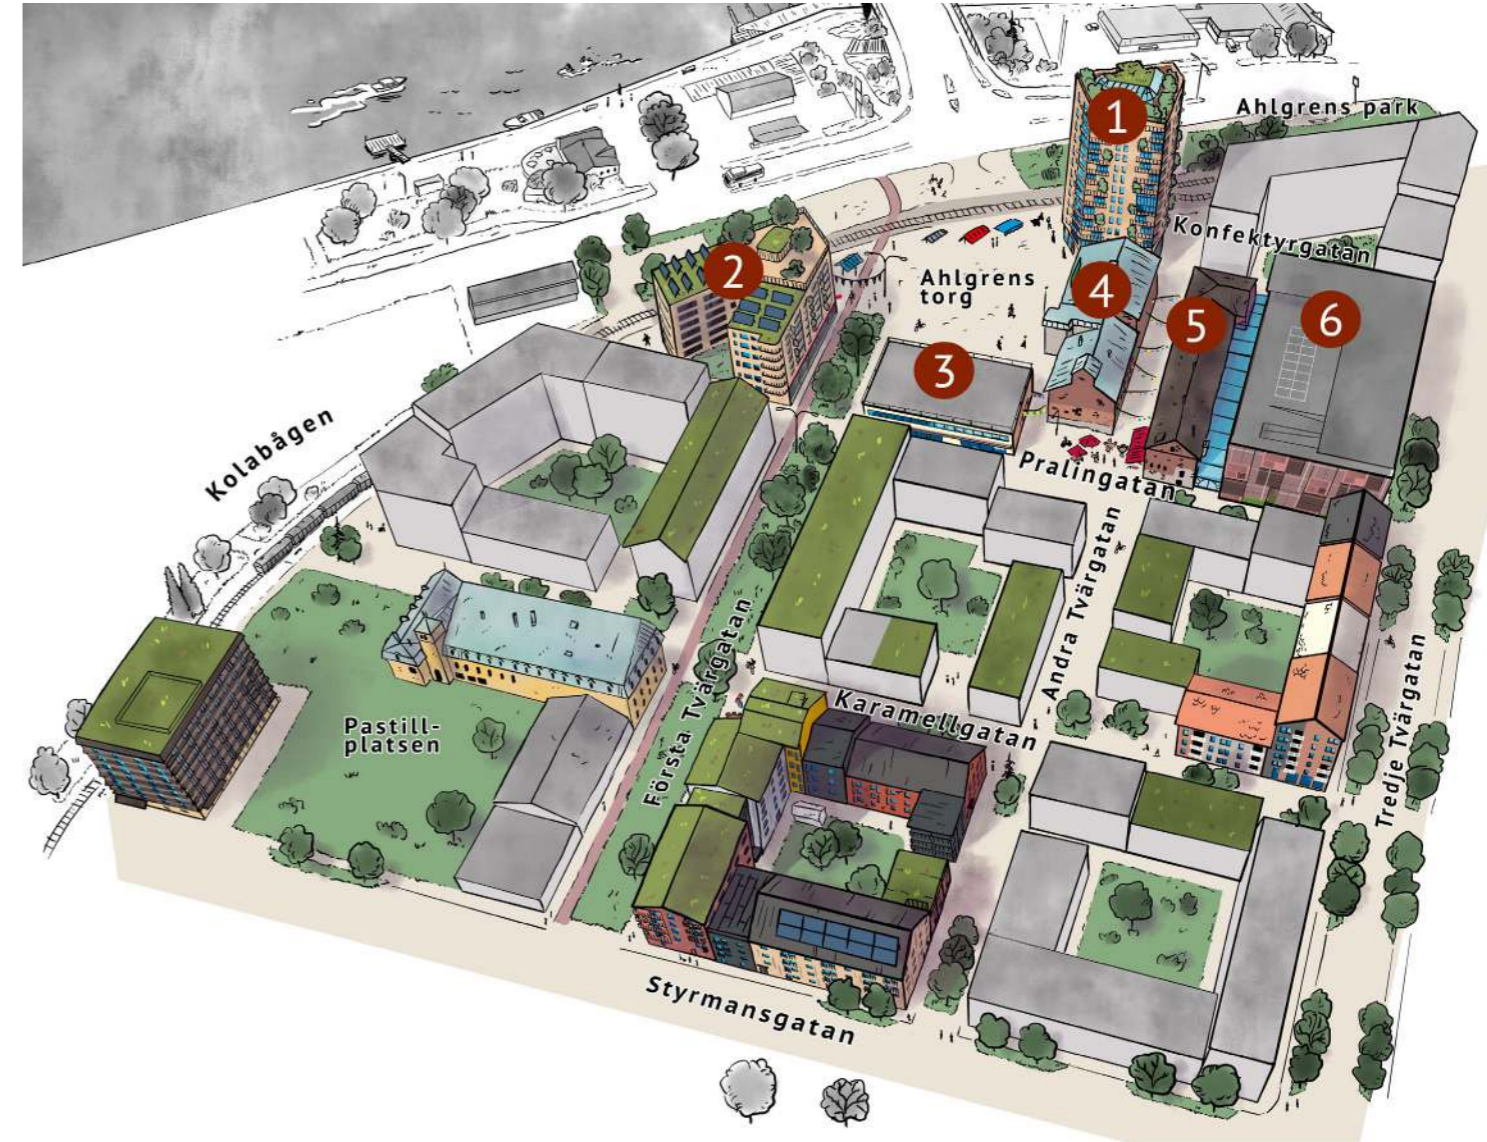 1
Ahlgrens park
Konfektyrgatan
2
Ahlgrens
torg
4
5
6
3
Kolabågen
Pralingatan
Första Tvärgatan
Andra Tvärgatan
Tredje Tvärgatan
Karamellgatan
Pastill-
platsen
Styrmansgatan